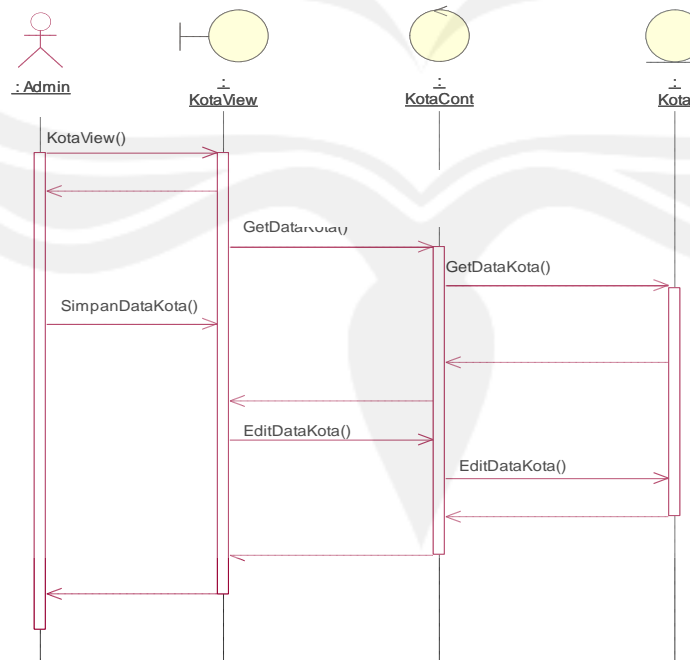 : Admin
:
KotaView
:
KotaCont
:
Kota
KotaView()
GetDataKota()
GetDataKota()
SimpanDataKota()
EditDataKota()
EditDataKota()